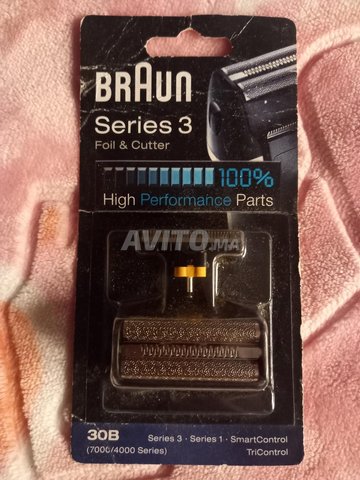 BRAUN
Series 3
Foil & Cutter
100%
High Performance Parts
AVITO.ma
30B
Series 3 · Series 1 · SmartControl
(7000/4000 Series)
TriControl